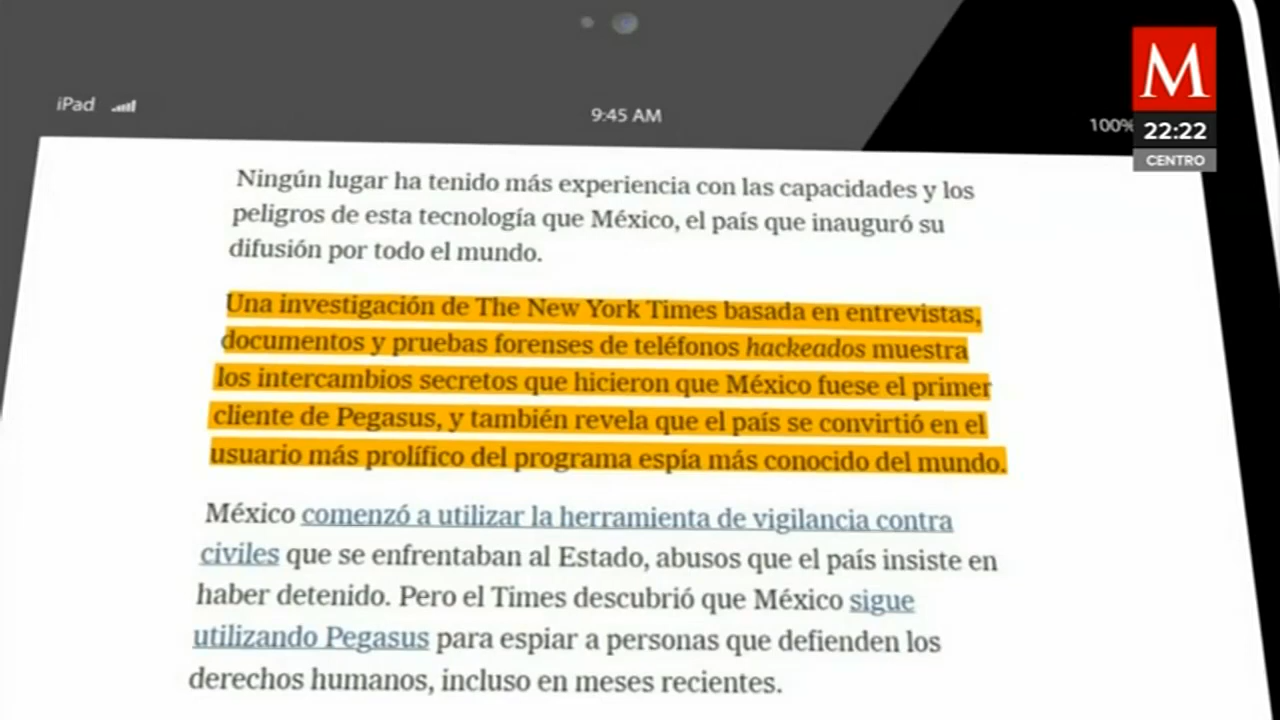 iPad
9:45 AM
100%
M
22:22
CENTRO
Ningún lugar ha tenido más experiencia con las capacidades y los
peligros de esta tecnología que México, el país que inauguró su
difusión por todo el mundo.
Una investigación de The New York Times basada en entrevistas,
documentos y pruebas forenses de teléfonos hackeados muestra
los intercambios secretos que hicieron que México fuese el primer
cliente de Pegasus, y también revela que el país se convirtió en el
usuario más prolífico del programa espía más conocido del mundo.
México comenzó a utilizar la herramienta de vigilancia contra
civiles que se enfrentaban al Estado, abusos que el país insiste en
haber detenido. Pero el Times descubrió que México sigue
utilizando Pegasus para espiar a personas que defienden los
derechos humanos, incluso en meses recientes.